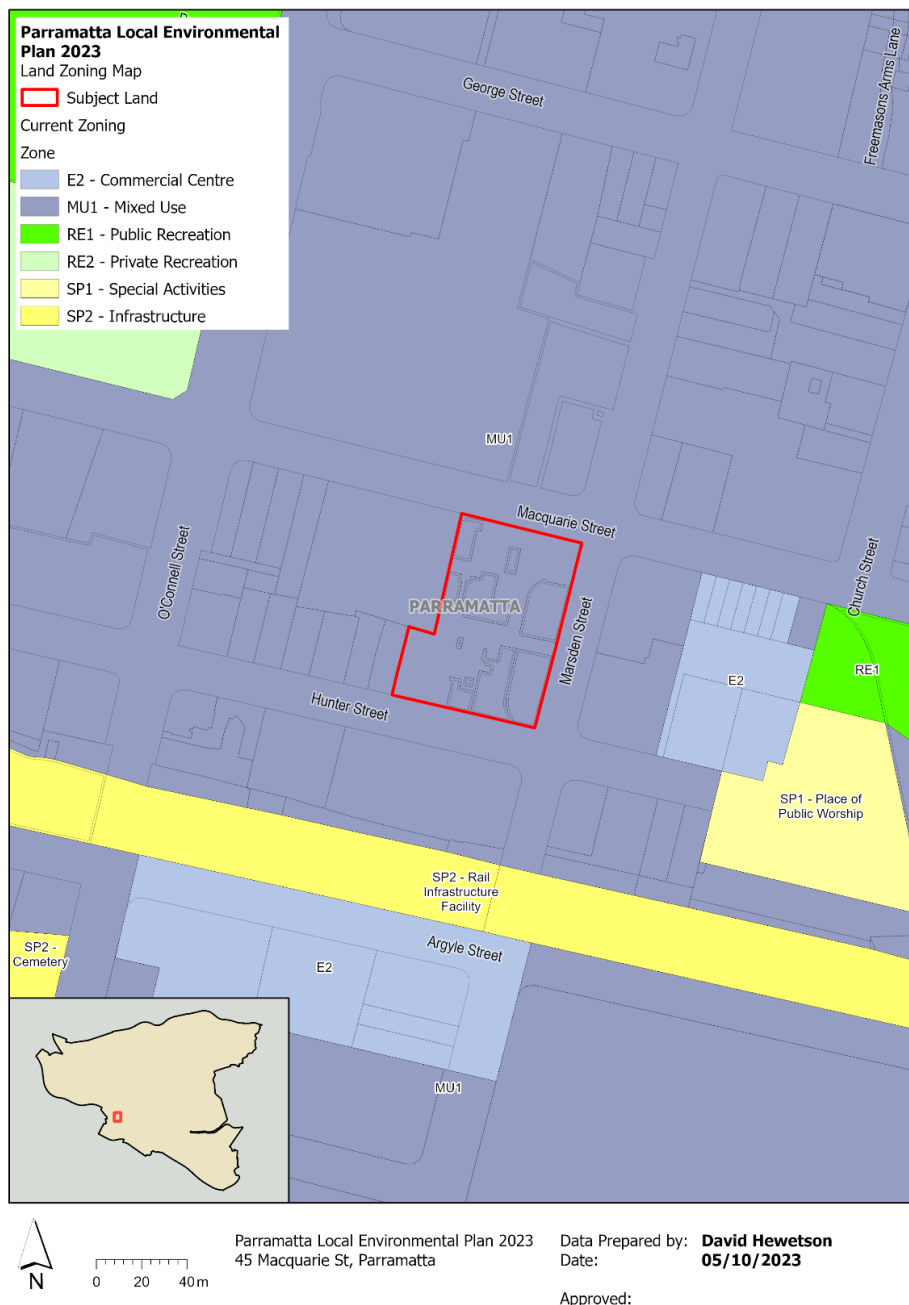 Parramatta Local Environmental
Plan 2023
Land Zoning Map
Subject Land
Current Zoning
Zone
E2 - Commercial Centre
MU1 - Mixed Use
RE1 - Public Recreation
RE2 - Private Recreation
SP1 - Special Activities
SP2 - Infrastructure
George Street
Freemasons Arms Lane
MU1
Macquarie Street
O'Connell Street
Church Street
PARRAMATTA
Marsden Street
E2
RE1
Hunter Street
SP1 - Place of
Public Worship
SP2 - Rail
Infrastructure
Facility
Argyle Street
SP2 -
Cemetery
E2
MU1
N
0 20 40 m
Parramatta Local Environmental Plan 2023
45 Macquarie St, Parramatta
Data Prepared by: David Hewetson
Date: 05/10/2023
Approved: